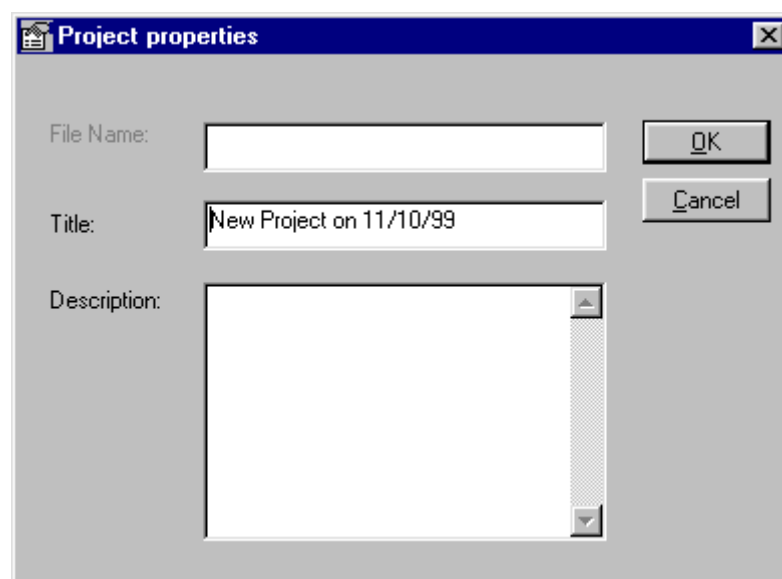 Project properties
File Name:
OK
Title:
New Project on 11/10/99
Cancel
Description: